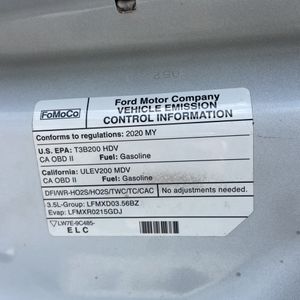 FoMoCo
Ford Motor Company
VEHICLE EMISSION
CONTROL INFORMATION
Conforms to regulations: 2020 MY
U.S. EPA: T3B200 HDV
CA OBD II Fuel: Gasoline
California: ULEV200 MDV
CA OBD II Fuel: Gasoline
DFI/WR-HO2S/HO2S/TWC/TC/CAC No adjustments needed.
3.5L-Group: LFMXD03.56BZ
Evap: LFMXR0215GDJ
LW7E-9C485-
ELC